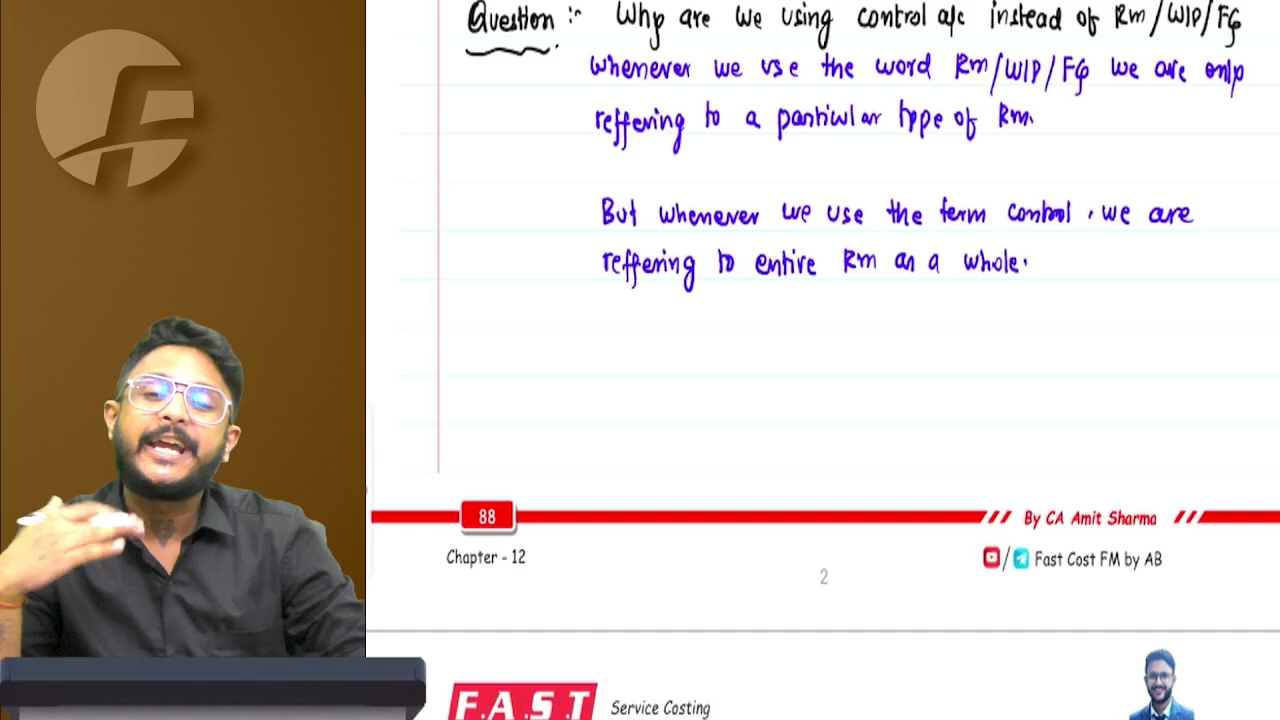 Question :- Why are we using control a/c instead of Rm/WIP/FG
whenever we use the word Rm/WIP/FG we are only
reffering to a particular type of Rm.
But whenever we use the term control, we are
reffering to entire Rm as a whole.
88
By CA Amit Sharma
Chapter - 12
/ Fast Cost FM by AB
2
F.A.S.T
Service Costing